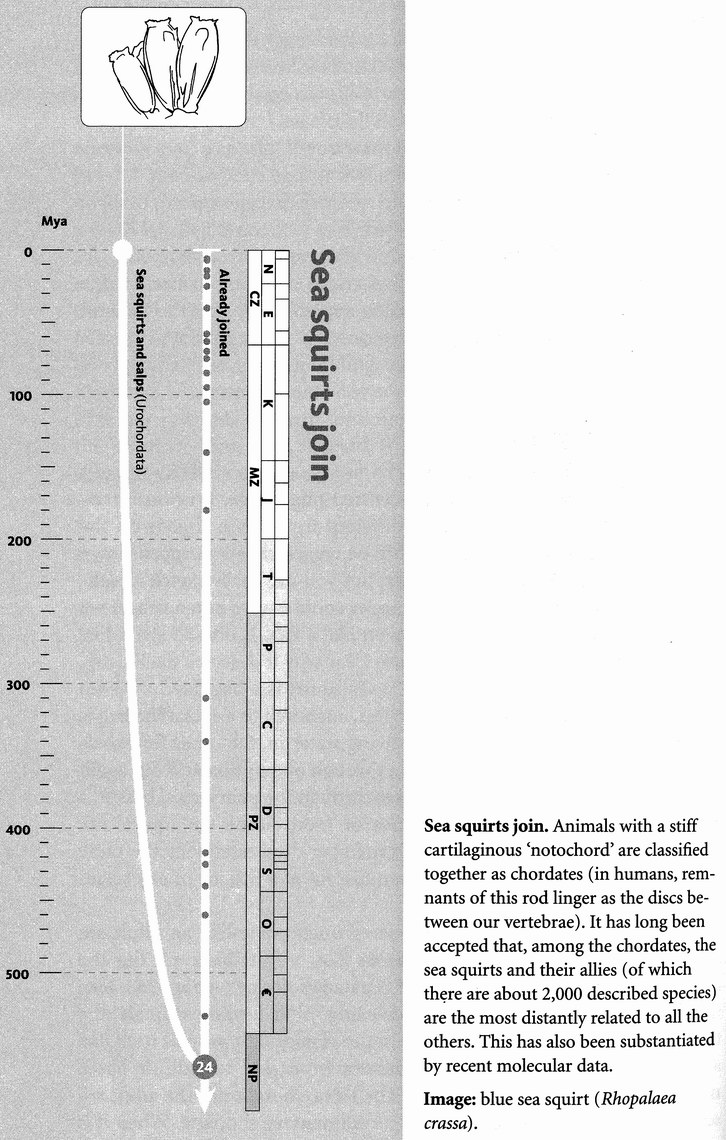 Mya
0
100
200
300
400
500
Sea squirts and salps (Urochordata)
Already joined
24
N
E
K
J
T
P
C
D
S
O
Є
CZ
MZ
PZ
NP
Sea squirts join
Sea squirts join. Animals with a stiff
cartilaginous ‘notochord’ are classified
together as chordates (in humans, rem-
nants of this rod linger as the discs be-
tween our vertebrae). It has long been
accepted that, among the chordates, the
sea squirts and their allies (of which
there are about 2,000 described species)
are the most distantly related to all the
others. This has also been substantiated
by recent molecular data.
Image: blue sea squirt (Rhopalaea
crassa).